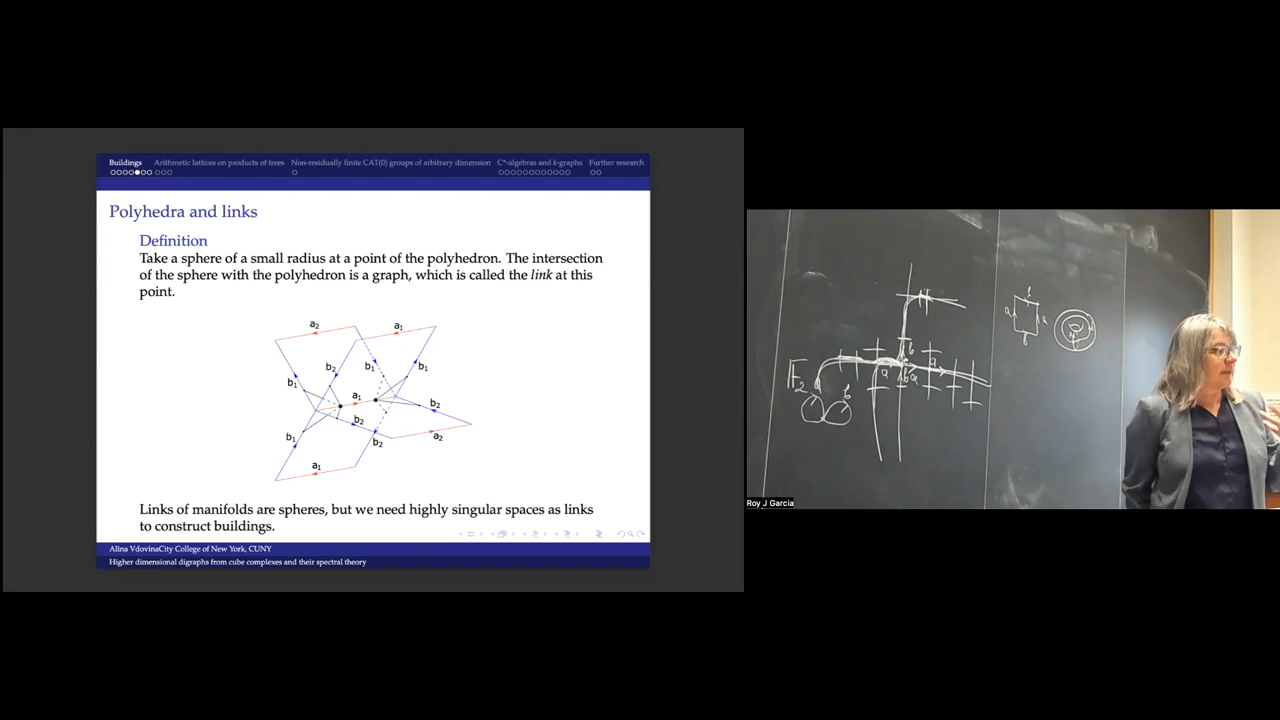 Buildings Arithmetic lattices on products of trees Non-residually finite CAT(0) groups of arbitrary dimension C*-algebras and k-graphs Further research
Polyhedra and links
Definition
Take a sphere of a small radius at a point of the polyhedron. The intersection
of the sphere with the polyhedron is a graph, which is called the link at this
point.
a₂ a₁
b₂ b₁ b₁
b₁ a₁ b₂
b₂
b₁ b₂ a₂
a₁
Links of manifolds are spheres, but we need highly singular spaces as links
to construct buildings.
Alina VdovinaCity College of New York, CUNY
Higher dimensional digraphs from cube complexes and their spectral theory
F₂ a b
a b a
b a
b
a a
b
Roy J Garcia